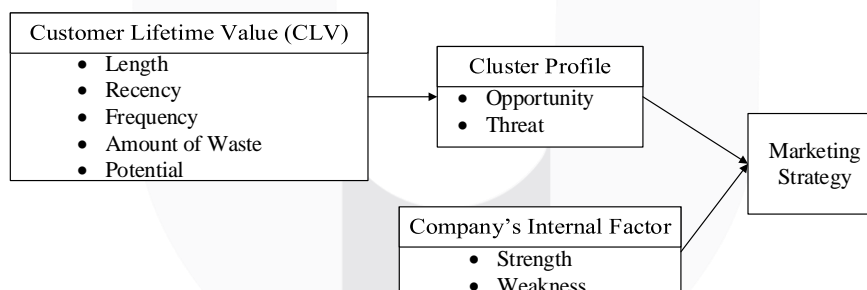 Customer Lifetime Value (CLV)
• Length
• Recency
• Frequency
• Amount of Waste
• Potential
Cluster Profile
• Opportunity
• Threat
Marketing
Strategy
Company's Internal Factor
• Strength
• Weakness